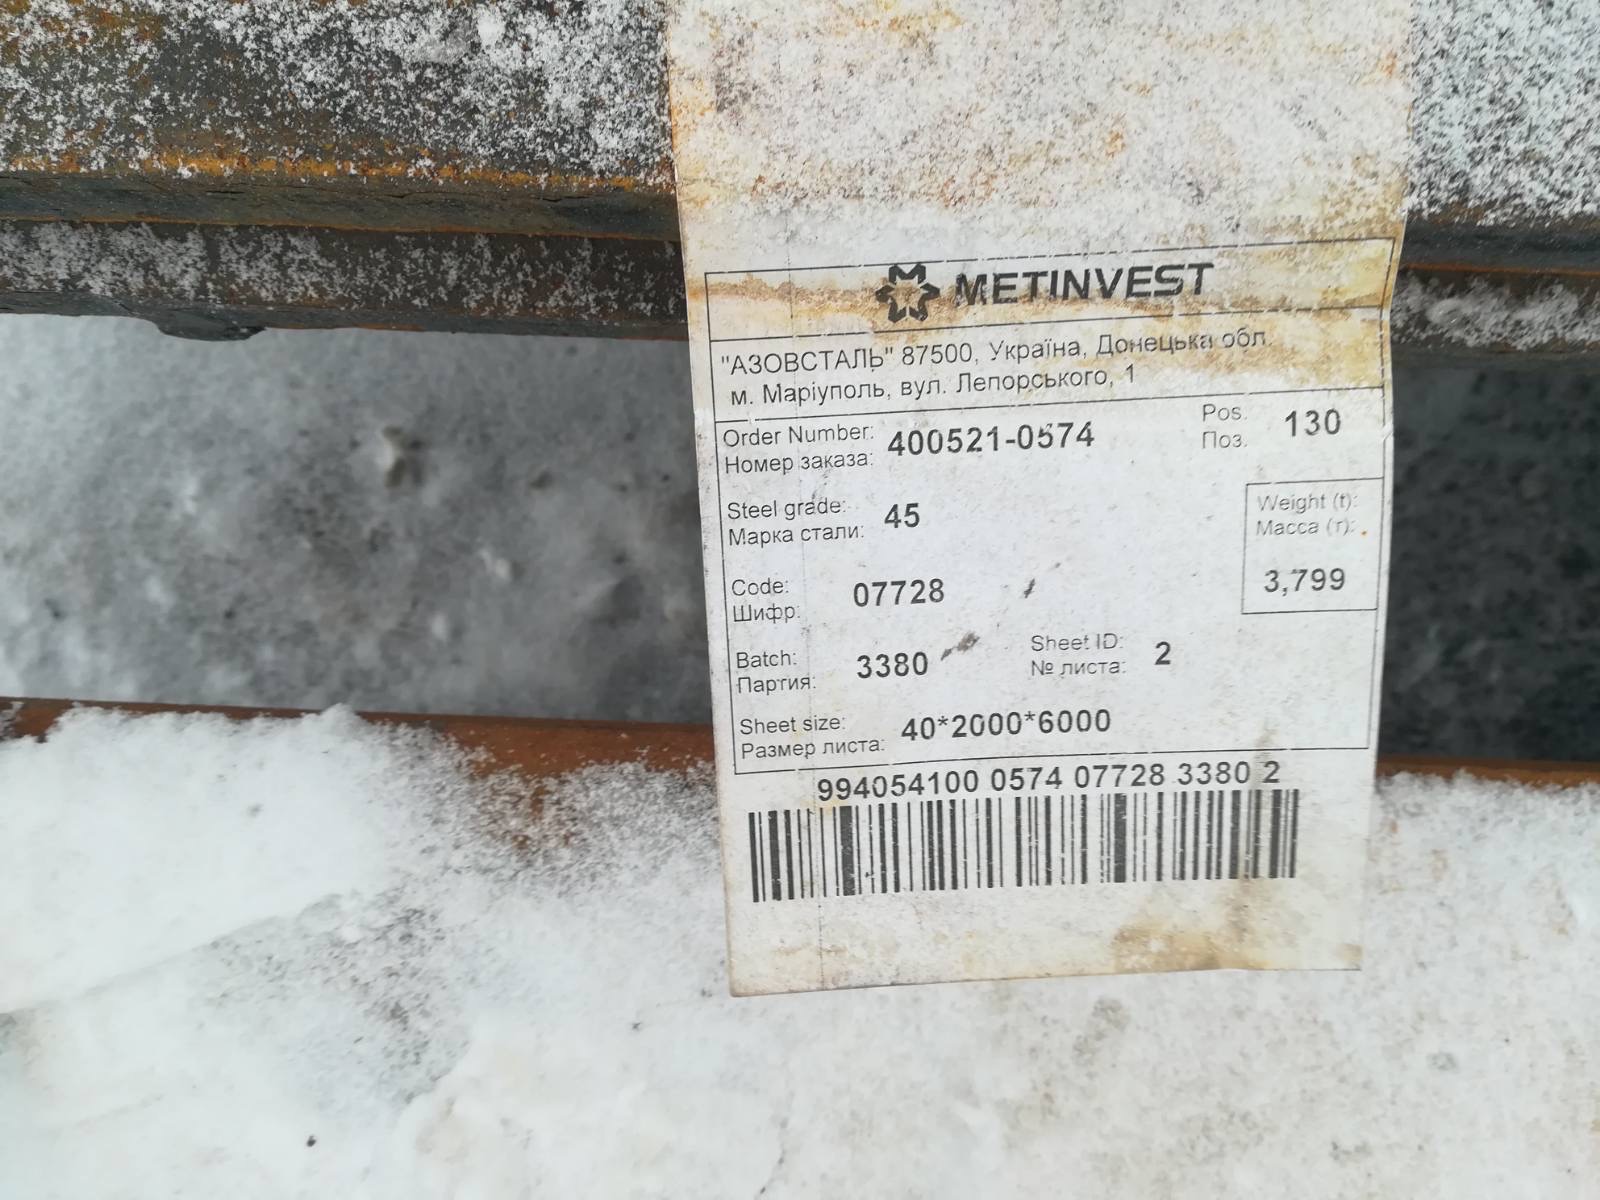 METINVEST
"АЗОВСТАЛЬ" 87500, Україна, Донецька обл.
м. Маріуполь, вул. Лепорського, 1
Order Number: 400521-0574 Pos. 130
Номер заказа: Поз.
Steel grade: 45 Weight (t):
Марка стали: Масса (т):
Code: 07728 3,799
Шифр:
Batch: 3380 Sheet ID: 2
Партия: № листа:
Sheet size: 40*2000*6000
Размер листа:
994054100 0574 07728 3380 2